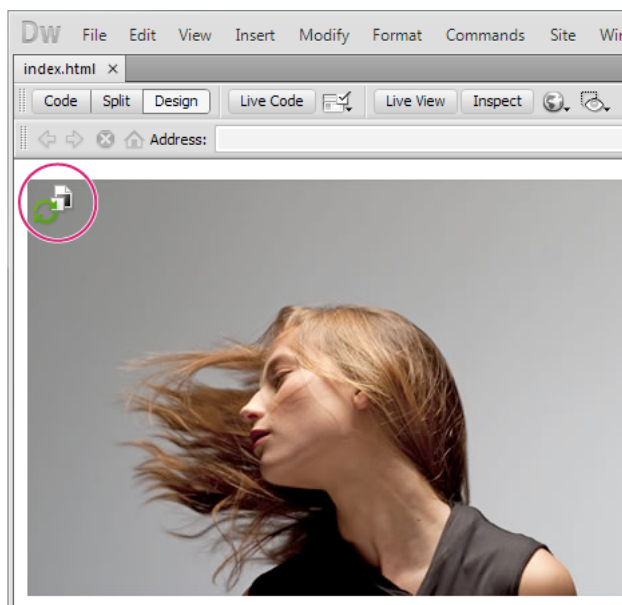 Dw File Edit View Insert Modify Format Commands Site
index.html ×
Code Split Design Live Code Live View Inspect
Address: